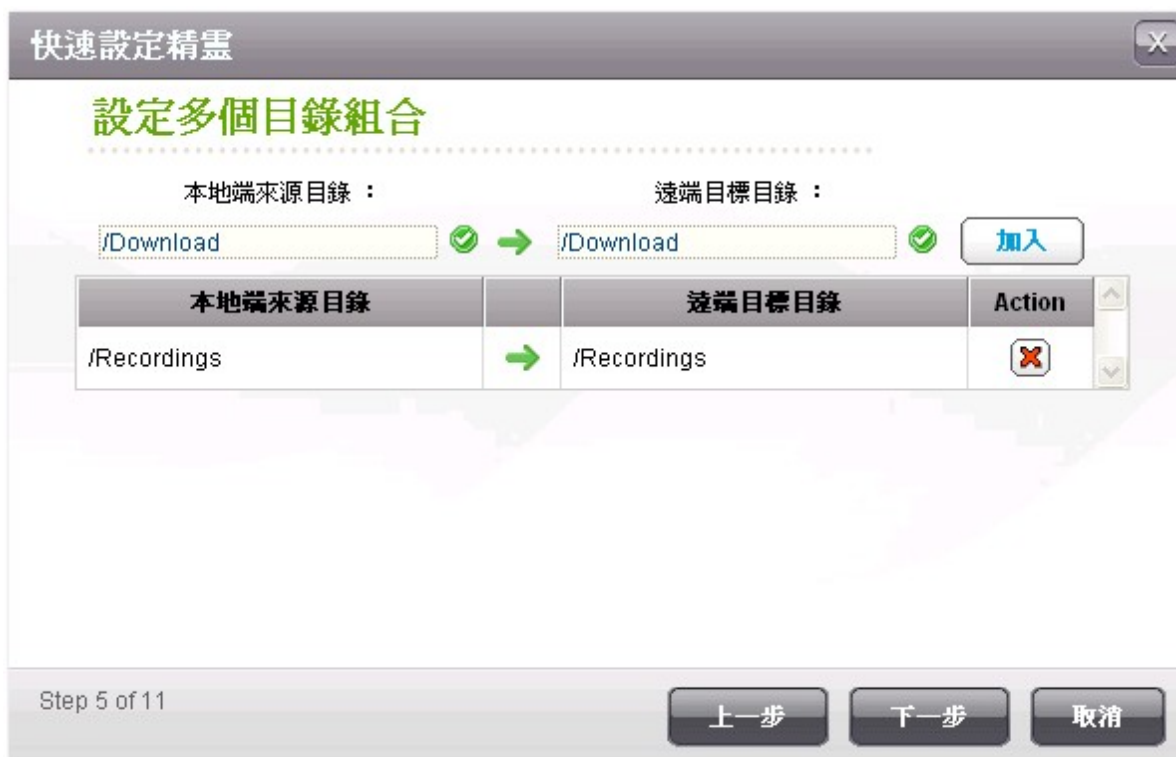 快速設定精靈
設定多個目錄組合
本地端來源目錄 ： 遠端目標目錄 ：
/Download /Download 加入
本地端來源目錄 遠端目標目錄 Action
/Recordings /Recordings
Step 5 of 11 上一步 下一步 取消